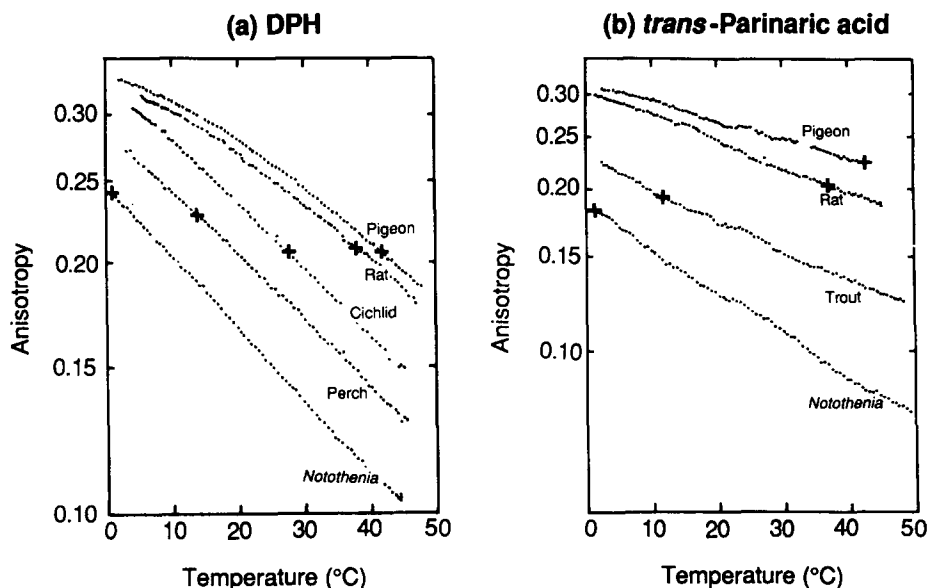 (a) DPH
0.30
0.25
0.20
0.15
0.10
Anisotropy
Pigeon
Rat
Cichlid
Perch
Notothenia
0 10 20 30 40 50
Temperature (°C)
(b) trans-Parinaric acid
0.30
0.25
0.20
0.15
0.10
Anisotropy
Pigeon
Rat
Trout
Notothenia
0 10 20 30 40 50
Temperature (°C)